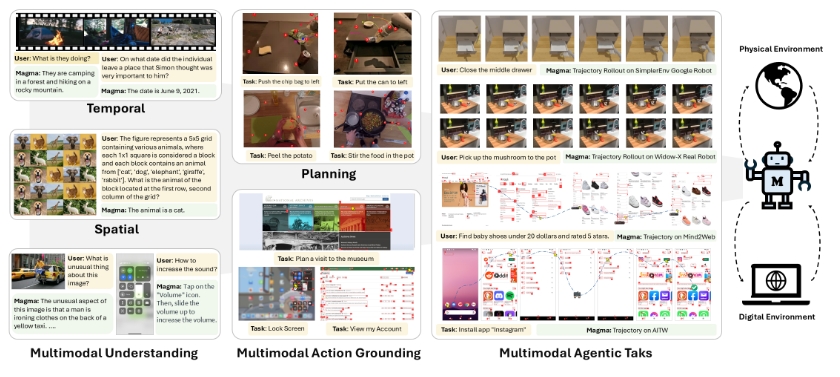 User: What is they doing?
Magma: They are camping
in a forest and hiking on a
rocky mountain.
User: On what date did the individual
leave a place that Simon thought was
very important to him?
Magma: The date is June 9, 2021.
Temporal
User: The figure represents a 5x5 grid
containing various animals, where
each 1x1 square is considered a block
and each block contains an animal
from ['cat, 'dog', 'elephant', 'giraffe',
'rabbit']. What is the animal of the
block located at the first row, second
column of the grid?
Magma: The animal is a cat.
Spatial
User: What is
unusual thing
about this
image?
Magma: The unusual aspect of
this image is that a man is
ironing clothes on the back of a
yellow taxi. ....
User: How to
increase the sound?
Magma: Tap on the
"Volume" icon.
Then, slide the
volume up to
increase the volume.
Multimodal Understanding
Task: Push the chip bag to left
Task: Put the can to left
Task: Peel the potato
Task: Stir the food in the pot
Planning
Task: Plan a visit to the museum
Task: Lock Screen
Task: View my Account
Multimodal Action Grounding
User: Close the middle drawer
Magma: Trajectory Rollout on SimplerEnv Google Robot
User: Pick up the mushroom to the pot
Magma: Trajectory Rollout on Widow-X Real Robot
User: Find baby shoes under 20 dollars and rated 5 stars.
Magma: Trajectory on Mind2Web
Task: Install app "Instagram"
Magma: Trajectory on AITW
Multimodal Agentic Taks
Physical Environment
M
Digital Environment